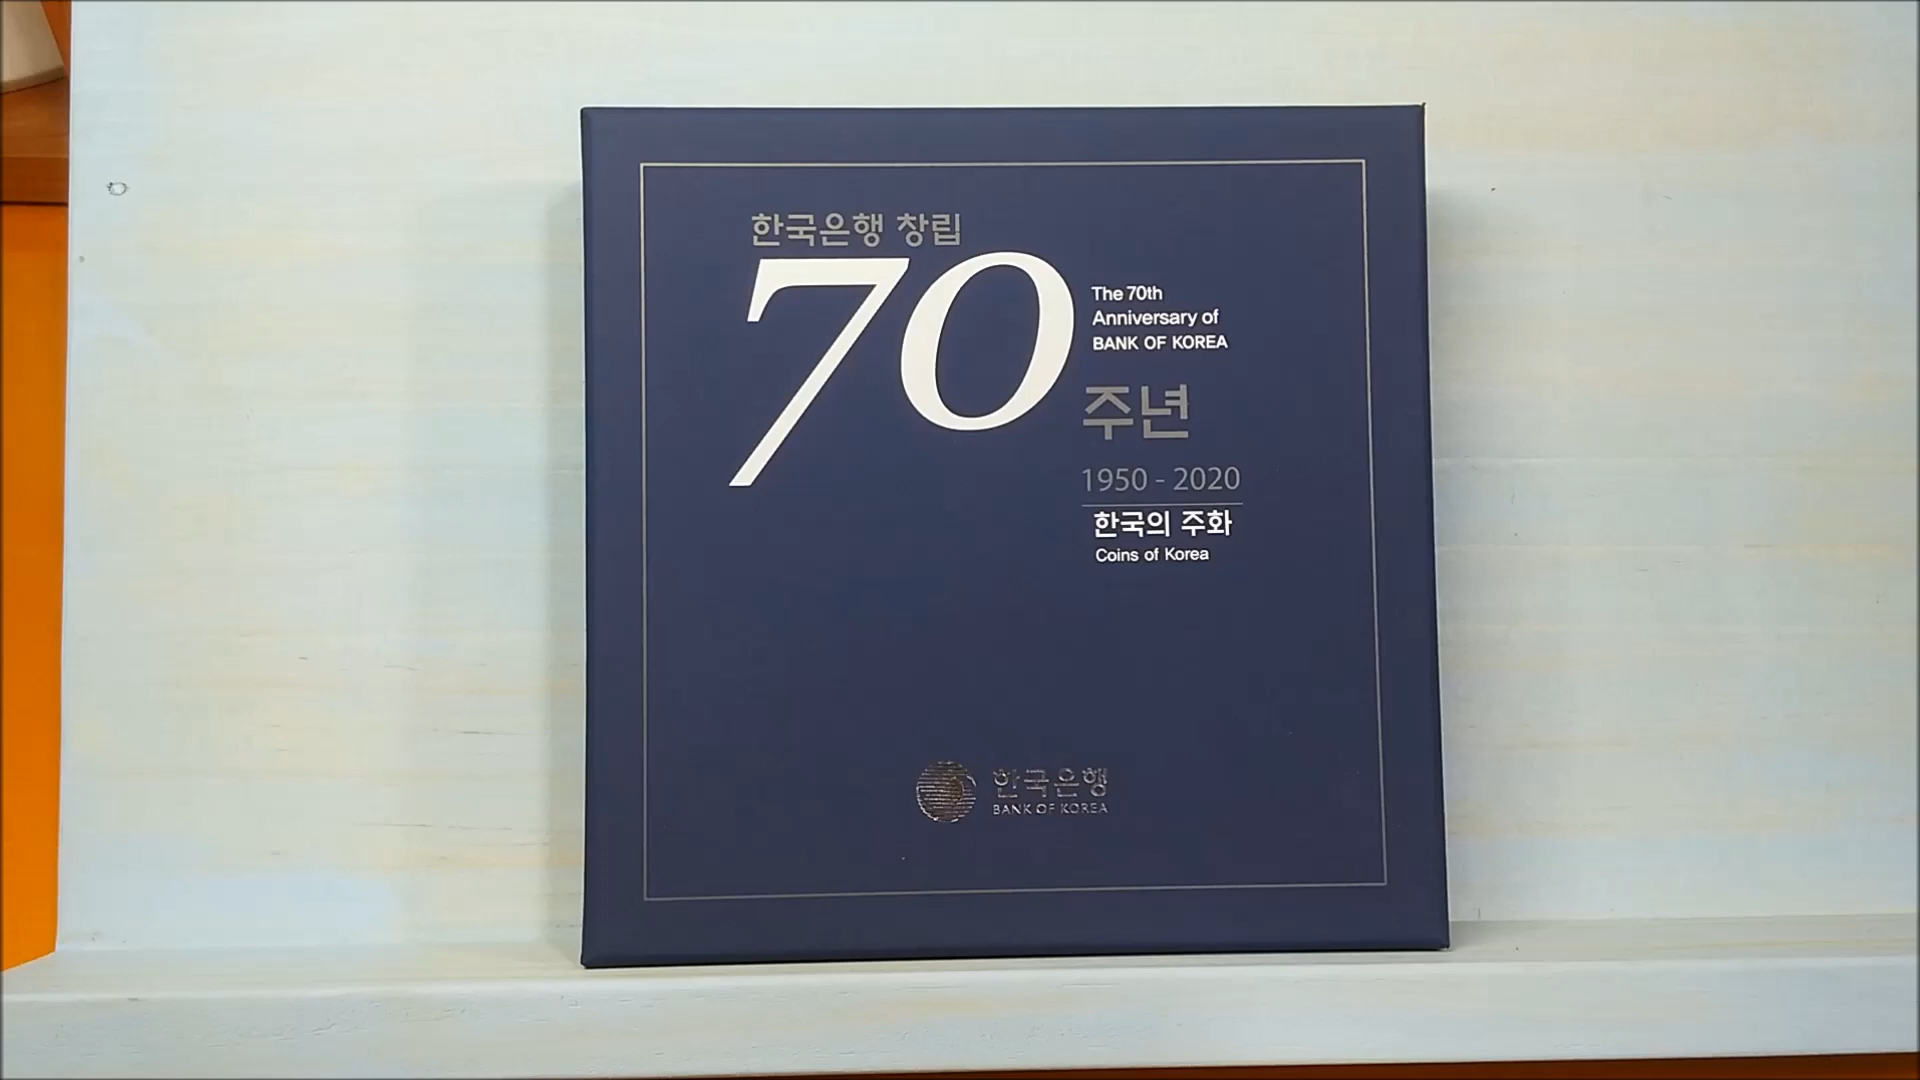 한국은행 창립
70
The 70th
Anniversary of
BANK OF KOREA
주년
1950 - 2020
한국의 주화
Coins of Korea
한국은행
BANK OF KOREA